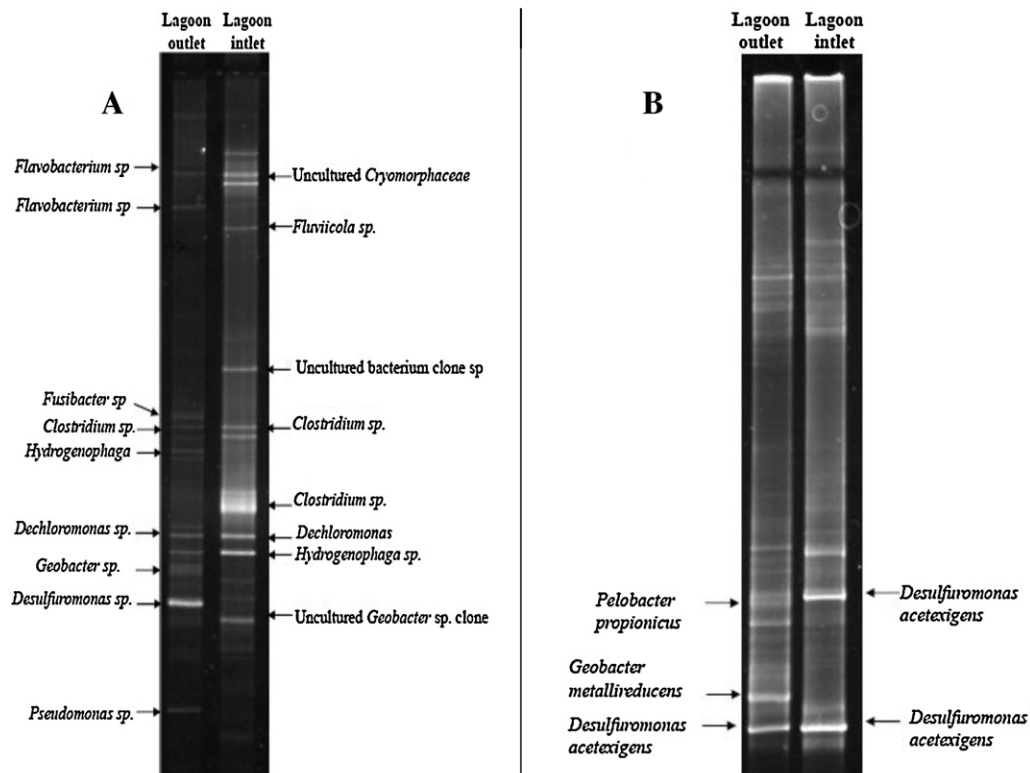 Lagoon outlet
Lagoon intlet
A
Flavobacterium sp
Flavobacterium sp
Fusibacter sp
Clostridium sp.
Hydrogenophaga
Dechloromonas sp.
Geobacter sp.
Desulfuromonas sp.
Pseudomonas sp.
Uncultured Cryomorphaceae
Fluviicola sp.
Uncultured bacterium clone sp
Clostridium sp.
Clostridium sp.
Dechloromonas
Hydrogenophaga sp.
Uncultured Geobacter sp. clone
Lagoon outlet
Lagoon intlet
B
Pelobacter
propionicus
Geobacter
metallireducens
Desulfuromonas
acetexigens
Desulfuromonas
acetexigens
Desulfuromonas
acetexigens